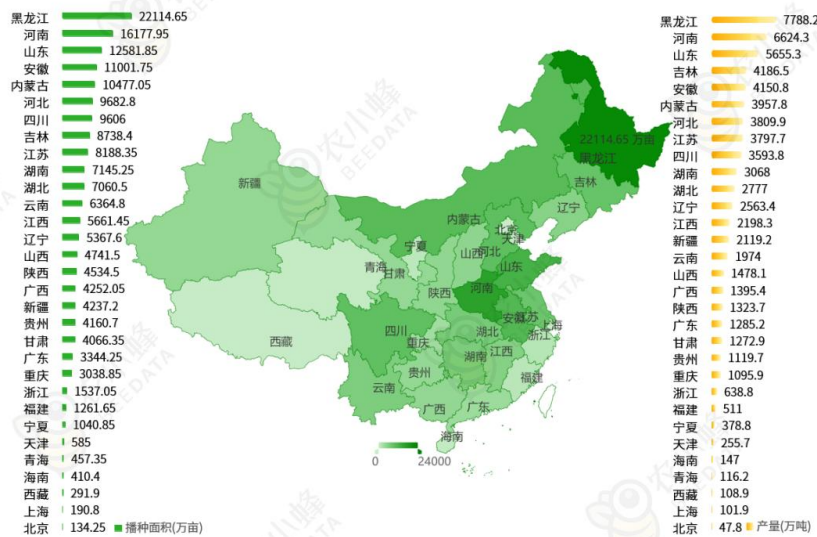 黑龙江 22114.65
河南 16177.95
山东 12581.85
安徽 11001.75
内蒙古 10477.05
河北 9682.8
四川 9606
吉林 8738.4
江苏 8188.35
湖南 7145.25
湖北 7060.5
云南 6364.8
江西 5661.45
辽宁 5367.6
山西 4741.5
陕西 4534.5
广西 4252.05
新疆 4237.2
贵州 4160.7
甘肃 4066.35
广东 3344.25
重庆 3038.85
浙江 1537.05
福建 1261.65
宁夏 1040.85
天津 585
青海 457.35
海南 410.4
西藏 291.9
上海 190.8
北京 134.25
播种面积(万亩)
22114.65 万亩
黑龙江
吉林
辽宁
新疆
内蒙古
北京
天津
宁夏
山西
河北
青海
甘肃
山东
陕西
河南
西藏
四川
重庆
湖北
安徽
江苏
上海
浙江
湖南
江西
贵州
云南
福建
广西
广东
海南
0
24000
黑龙江 7788.2
河南 6624.3
山东 5655.3
吉林 4186.5
安徽 4150.8
内蒙古 3957.8
河北 3809.9
江苏 3797.7
四川 3593.8
湖南 3068
湖北 2777
辽宁 2563.4
江西 2198.3
新疆 2119.2
云南 1974
山西 1478.1
广西 1395.4
陕西 1323.7
广东 1285.2
甘肃 1272.9
贵州 1119.7
重庆 1095.9
浙江 638.8
福建 511
宁夏 378.8
天津 255.7
海南 147
青海 116.2
西藏 108.9
上海 101.9
北京 47.8
产量(万吨)
农小蜂
BEEDATA